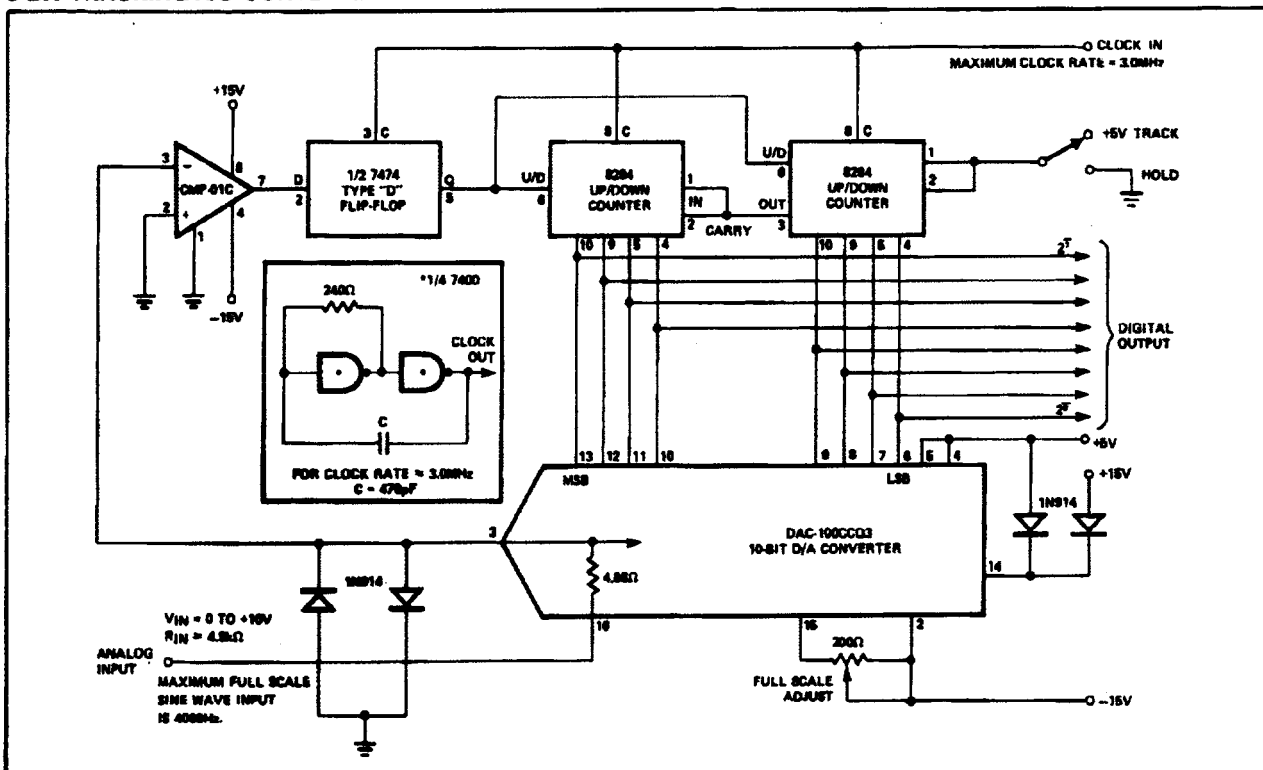 CLOCK IN
MAXIMUM CLOCK RATE = 3.0MHz
+15V
3 C
8 C
8 C
+5V TRACK
HOLD
3
–
CMP-01C
+
2
1
6
7
4
–15V
D
2
1/2 7474
TYPE "D"
FLIP-FLOP
Q
5
U/D
6
8284
UP/DOWN
COUNTER
1
IN
2
CARRY
OUT
3
U/D
6
8284
UP/DOWN
COUNTER
1
2
10 9 5 4
10 9 5 4
DIGITAL
OUTPUT
*1/4 7400
240Ω
CLOCK
OUT
C
FOR CLOCK RATE ≈ 3.0MHz
C = 470pF
13 12 11 10
9 8 7 6 5 4
MSB
LSB
+5V
+15V
1N914
DAC-100CCQ3
10-BIT D/A CONVERTER
14
3
1N914
16
15
2
200Ω
FULL SCALE
ADJUST
–15V
ANALOG
INPUT
MAXIMUM FULL SCALE
SINE WAVE INPUT